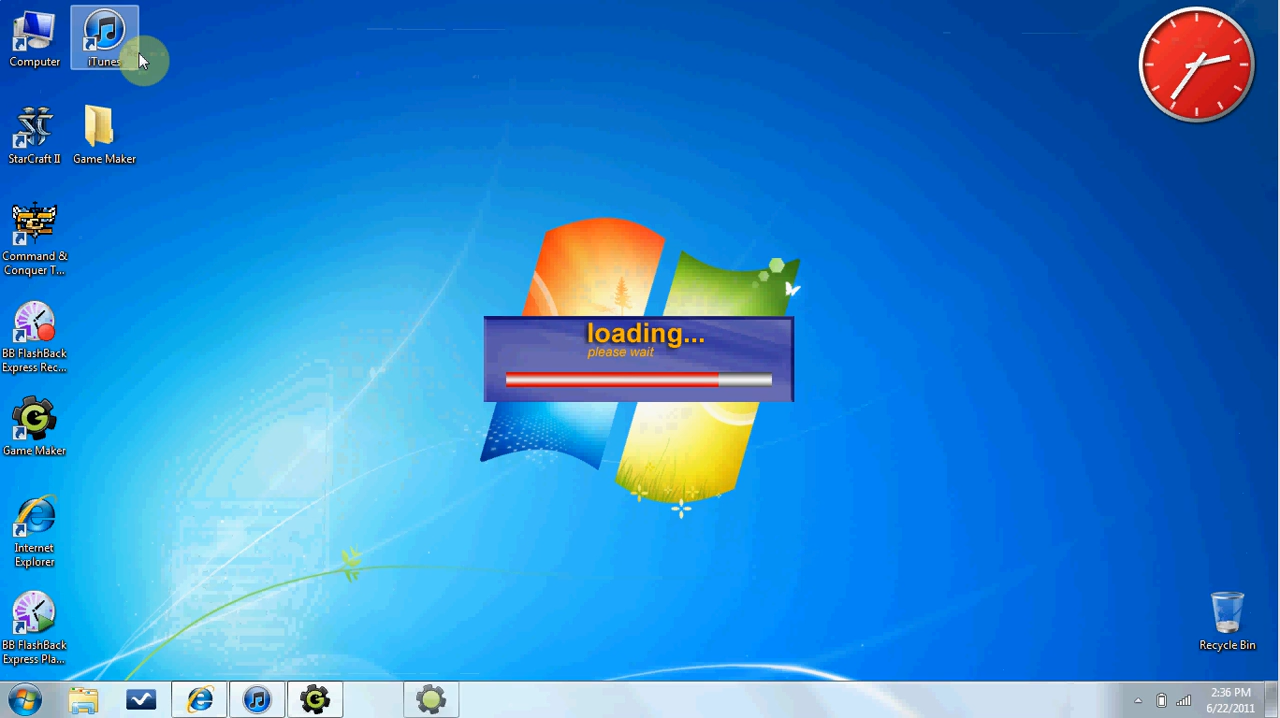 Computer
iTunes
StarCraft II
Game Maker
Command &
Conquer T...
BB FlashBack
Express Rec...
Game Maker
Internet
Explorer
BB FlashBack
Express Pla...
loading...
please wait
Recycle Bin
2:36 PM
6/22/2011